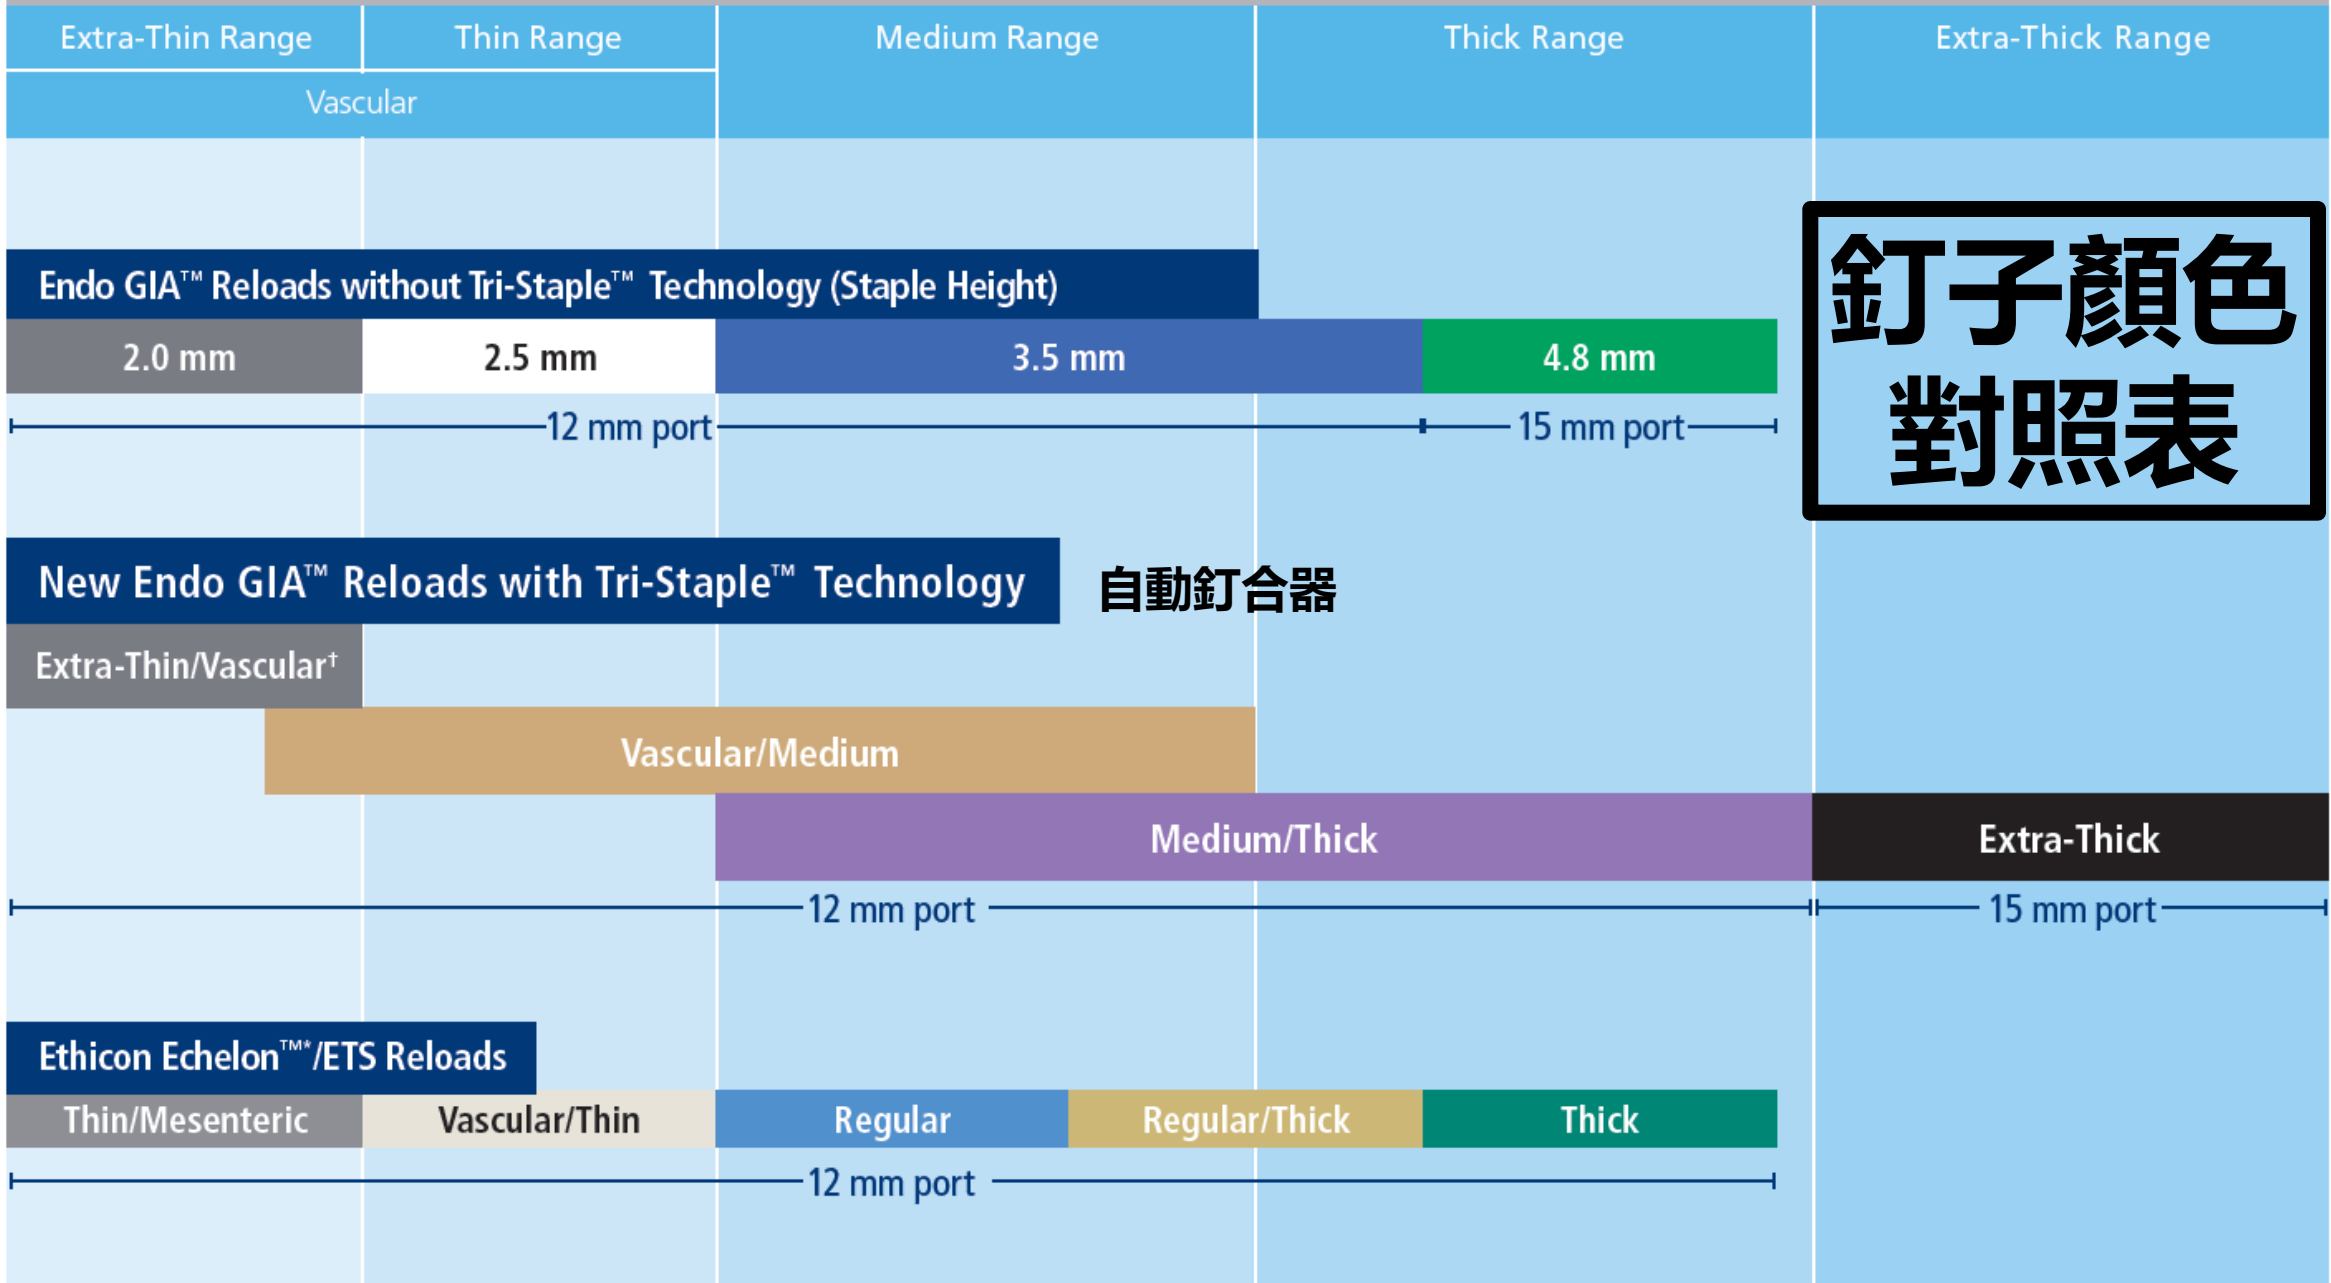 Extra-Thin Range
Thin Range
Medium Range
Thick Range
Extra-Thick Range
Vascular
釘子顏色
對照表
Endo GIA™ Reloads without Tri-Staple™ Technology (Staple Height)
2.0 mm
2.5 mm
3.5 mm
4.8 mm
12 mm port
15 mm port
New Endo GIA™ Reloads with Tri-Staple™ Technology
自動釘合器
Extra-Thin/Vascular†
Vascular/Medium
Medium/Thick
Extra-Thick
12 mm port
15 mm port
Ethicon Echelon™*/ETS Reloads
Thin/Mesenteric
Vascular/Thin
Regular
Regular/Thick
Thick
12 mm port